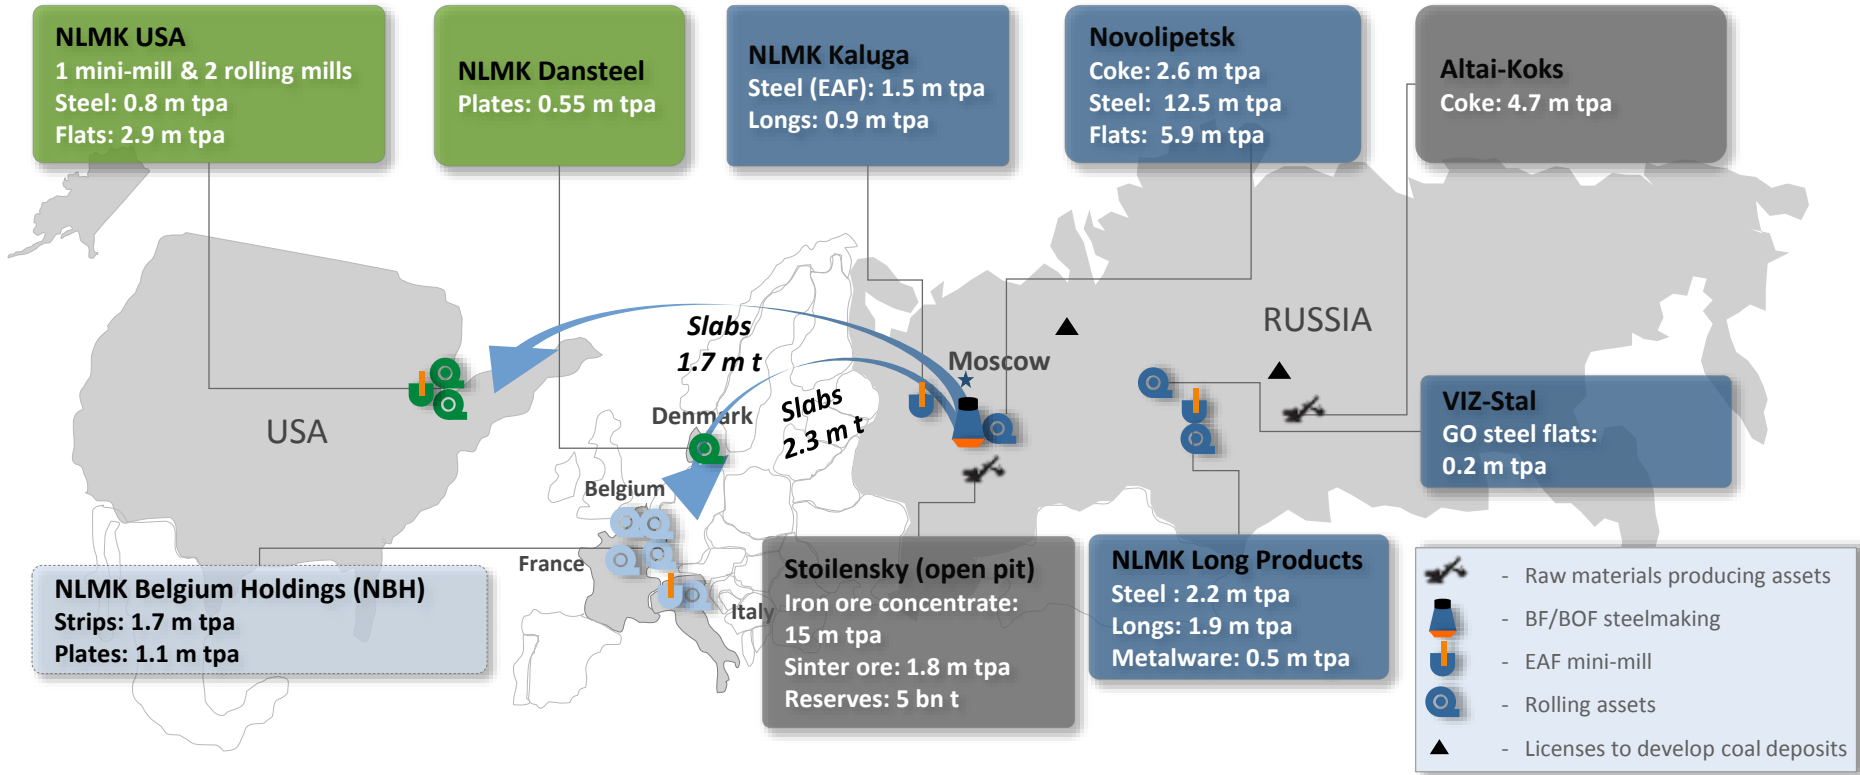 NLMK USA
1 mini-mill & 2 rolling mills
Steel: 0.8 m tpa
Flats: 2.9 m tpa
NLMK Dansteel
Plates: 0.55 m tpa
NLMK Kaluga
Steel (EAF): 1.5 m tpa
Longs: 0.9 m tpa
Novolipetsk
Coke: 2.6 m tpa
Steel: 12.5 m tpa
Flats: 5.9 m tpa
Altai-Koks
Coke: 4.7 m tpa
Slabs
1.7 m t
Slabs
2.3 m t
Moscow
RUSSIA
USA
Denmark
Belgium
France
Italy
VIZ-Stal
GO steel flats:
0.2 m tpa
NLMK Belgium Holdings (NBH)
Strips: 1.7 m tpa
Plates: 1.1 m tpa
Stoilensky (open pit)
Iron ore concentrate:
15 m tpa
Sinter ore: 1.8 m tpa
Reserves: 5 bn t
NLMK Long Products
Steel : 2.2 m tpa
Longs: 1.9 m tpa
Metalware: 0.5 m tpa
- Raw materials producing assets
- BF/BOF steelmaking
- EAF mini-mill
- Rolling assets
- Licenses to develop coal deposits